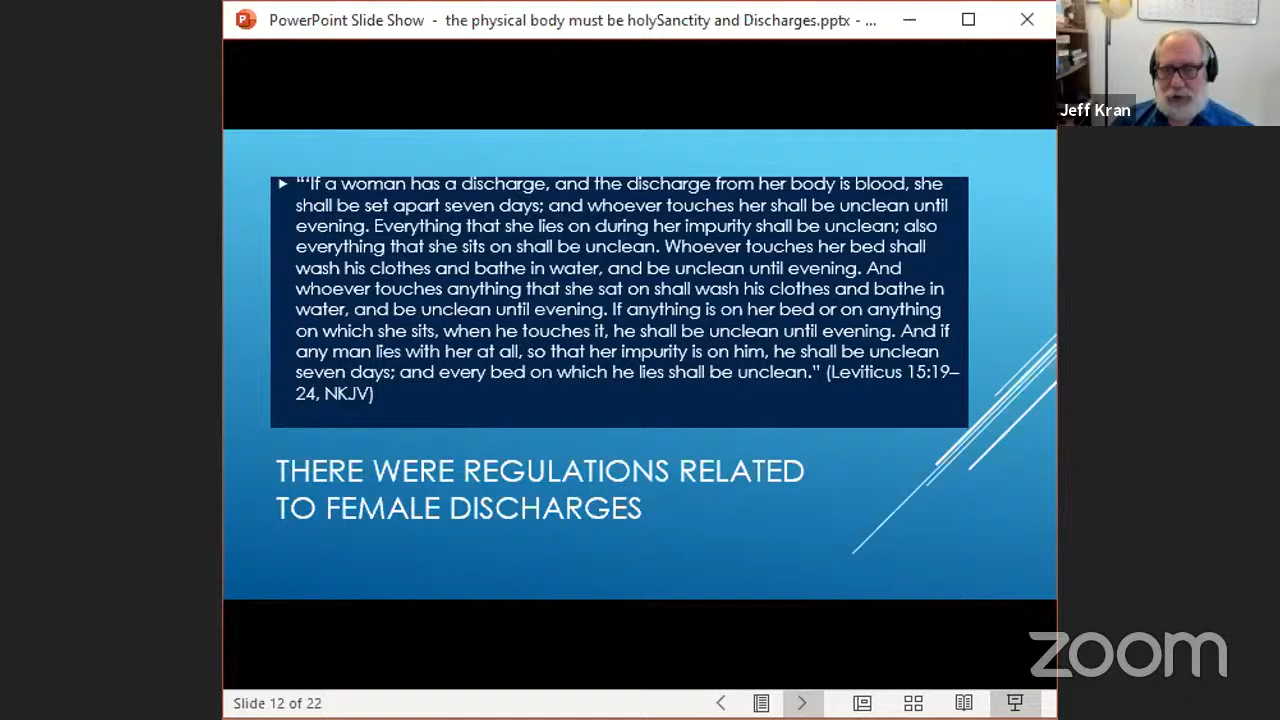 PowerPoint Slide Show - the physical body must be holySanctity and Discharges.pptx - ...
Jeff Kran
“‘If a woman has a discharge, and the discharge from her body is blood, she
shall be set apart seven days; and whoever touches her shall be unclean until
evening. Everything that she lies on during her impurity shall be unclean; also
everything that she sits on shall be unclean. Whoever touches her bed shall
wash his clothes and bathe in water, and be unclean until evening. And
whoever touches anything that she sat on shall wash his clothes and bathe in
water, and be unclean until evening. If anything is on her bed or on anything
on which she sits, when he touches it, he shall be unclean until evening. And if
any man lies with her at all, so that her impurity is on him, he shall be unclean
seven days; and every bed on which he lies shall be unclean.” (Leviticus 15:19–
24, NKJV)
THERE WERE REGULATIONS RELATED
TO FEMALE DISCHARGES
zoom
Slide 12 of 22